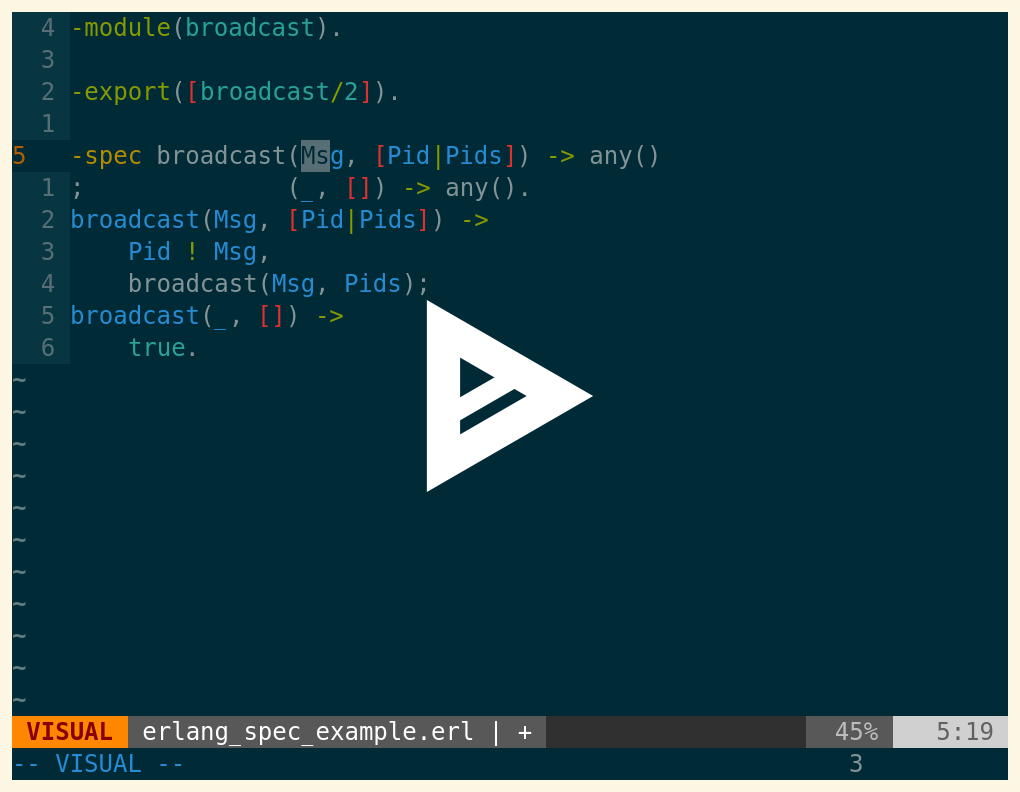 4 -module(broadcast).
3
2 -export([broadcast/2]).
1
5 -spec broadcast(Msg, [Pid|Pids]) -> any()
1 ;              (_, []) -> any().
2 broadcast(Msg, [Pid|Pids]) ->
3     Pid ! Msg,
4     broadcast(Msg, Pids);
5 broadcast(_, []) ->
6     true.
~
~
~
~
~
~
~
~
~
~
~
VISUAL erlang_spec_example.erl | + 45% 5:19
-- VISUAL -- 3